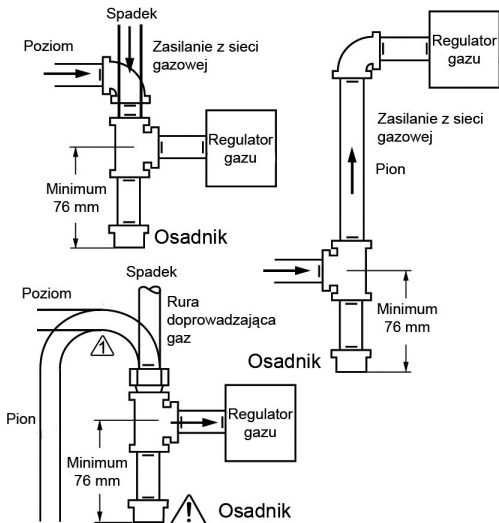 Spadek
Poziom
Zasilanie z sieci
gazowej
Regulator
gazu
Minimum
76 mm
Osadnik
Regulator
gazu
Zasilanie z sieci
gazowej
Pion
Minimum
76 mm
Osadnik
Spadek
Poziom
Rura
doprowadzająca
gaz
1
Pion
Regulator
gazu
Minimum
76 mm
!
Osadnik